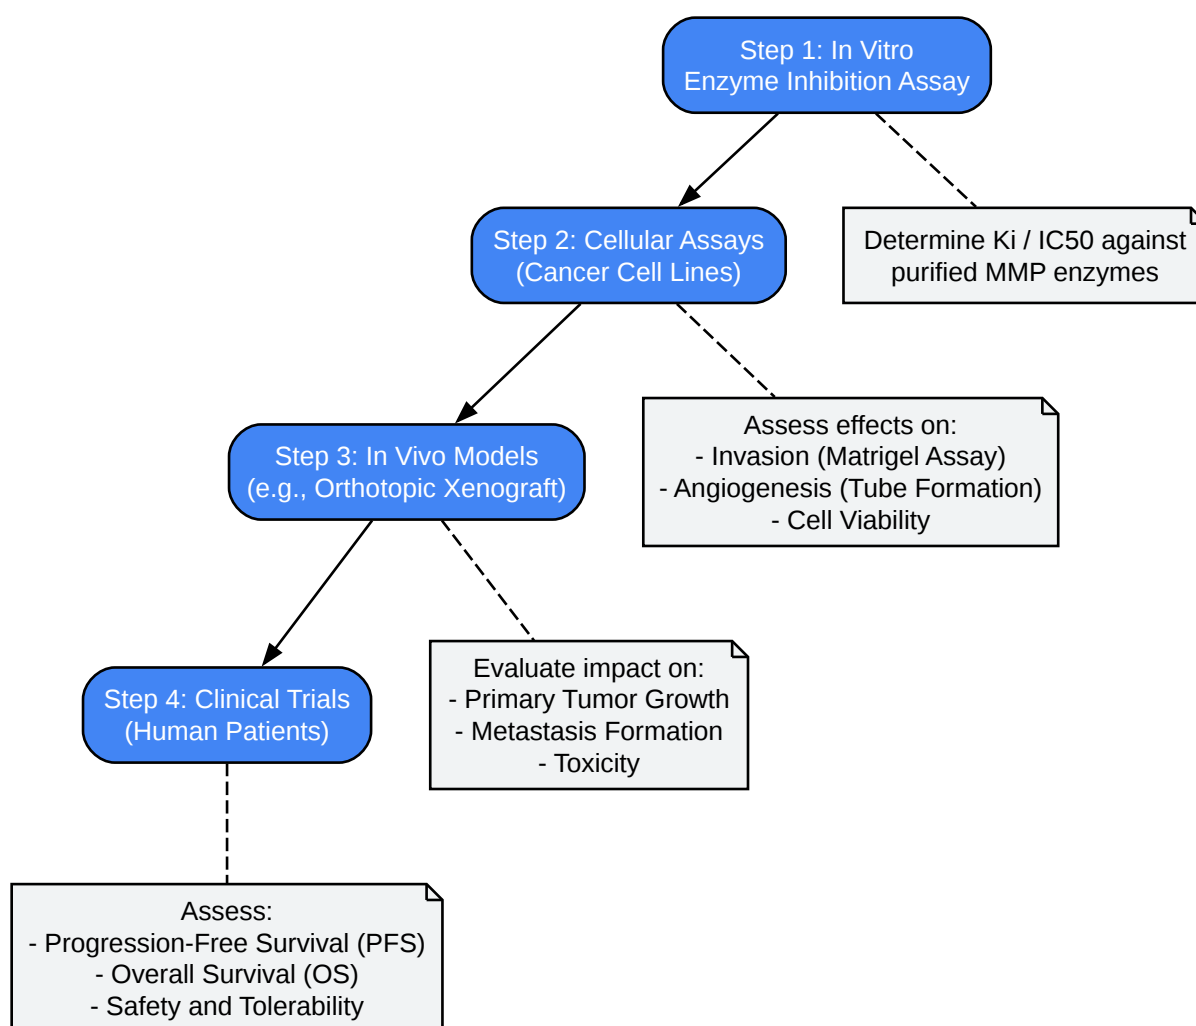 Step 1: In Vitro
Enzyme Inhibition Assay
Determine Ki / IC50 against
purified MMP enzymes
Step 2: Cellular Assays
(Cancer Cell Lines)
Assess effects on:
- Invasion (Matrigel Assay)
- Angiogenesis (Tube Formation)
- Cell Viability
Step 3: In Vivo Models
(e.g., Orthotopic Xenograft)
Evaluate impact on:
- Primary Tumor Growth
- Metastasis Formation
- Toxicity
Step 4: Clinical Trials
(Human Patients)
Assess:
- Progression-Free Survival (PFS)
- Overall Survival (OS)
- Safety and Tolerability